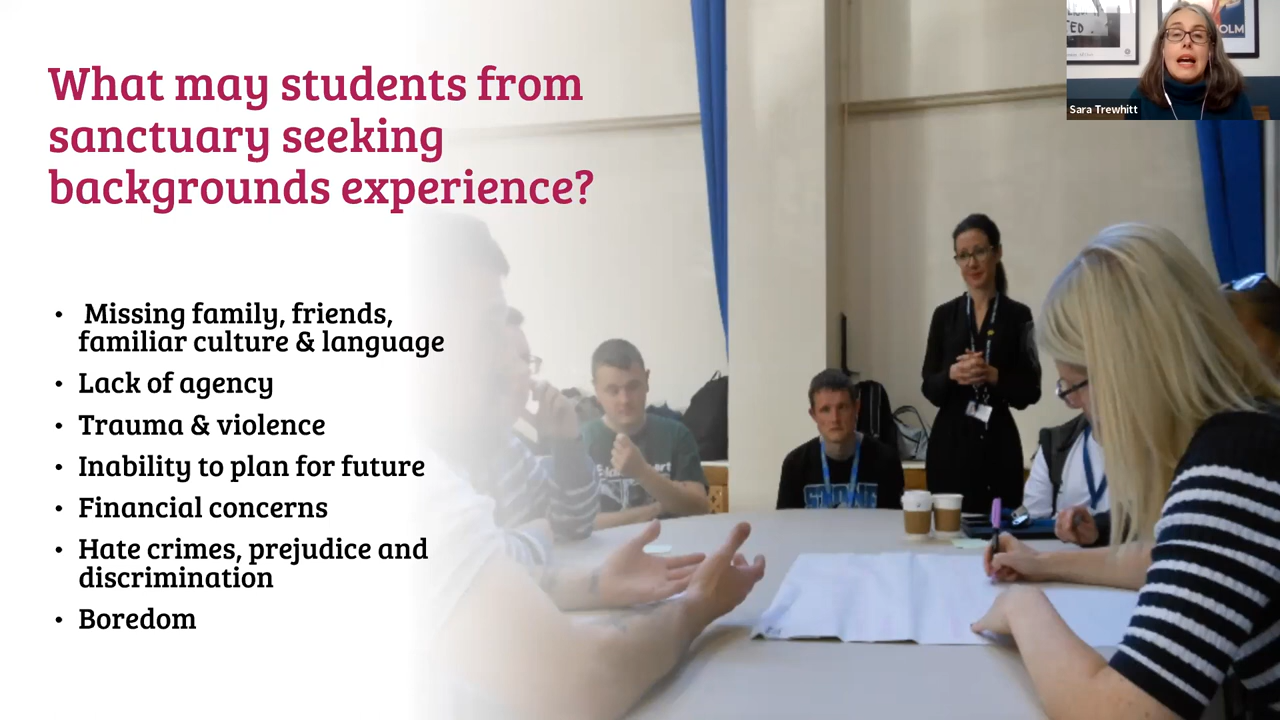 What may students from
sanctuary seeking
backgrounds experience?
• Missing family, friends,
familiar culture & language
• Lack of agency
• Trauma & violence
• Inability to plan for future
• Financial concerns
• Hate crimes, prejudice and
discrimination
• Boredom
Sara Trewhitt